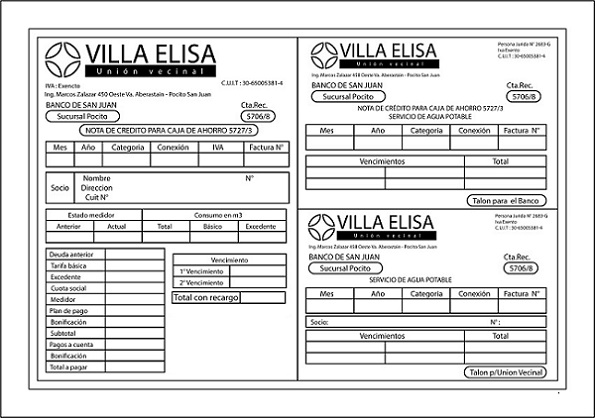 VILLA ELISA
Unión vecinal
IVA : Exencto
C.U.I.T : 30-65005381-4
Ing. Marcos Zalazar 450 Oeste Va. Aberastain - Pocito San Juan
BANCO DE SAN JUAN
Cta.Rec.
Sucursal Pocito
5706/8
NOTA DE CREDITO PARA CAJA DE AHORRO 5727/3
Mes Año Categoria Conexión IVA Factura N°
Socio
Nombre N°
Direccion
Cuit N°
Estado medidor Consumo en m3
Anterior Actual Total Básico Excedente
Deuda anterior
Tarifa básica
Excedente
Cuota social
Medidor
Plan de pago
Bonificación
Subtotal
Pagos a cuenta
Bonificación
Total a pagar
Vencimiento
1° Vencimiento
2° Vencimiento
Total con recargo
VILLA ELISA
Unión vecinal
Persona Juridia N° 2683-G
Iva/Exento
C.U.I.T : 30-65005381-4
Ing. Marcos Zalazar 458 Oeste Va. Aberastain - Pocito San Juan
BANCO DE SAN JUAN
Cta.Rec.
Sucursal Pocito
5706/8
NOTA DE CRÉDITO PARA CAJA DE AHORRO 5727/3
SERVICIO DE AGUA POTABLE
Mes Año Categoria Conexión Factura N°
Vencimientos Total
Talon para el Banco
VILLA ELISA
Unión vecinal
Persona Juridia N° 2683-G
Iva/Exento
C.U.I.T : 30-65005381-4
Ing. Marcos Zalazar 458 Oeste Va. Aberastain - Pocito San Juan
BANCO DE SAN JUAN
Cta.Rec.
Sucursal Pocito
5706/8
SERVICIO DE AGUA POTABLE
Mes Año Categoria Conexión Factura N°
Socio: N° :
Vencimientos Total
Talon p/Union Vecinal